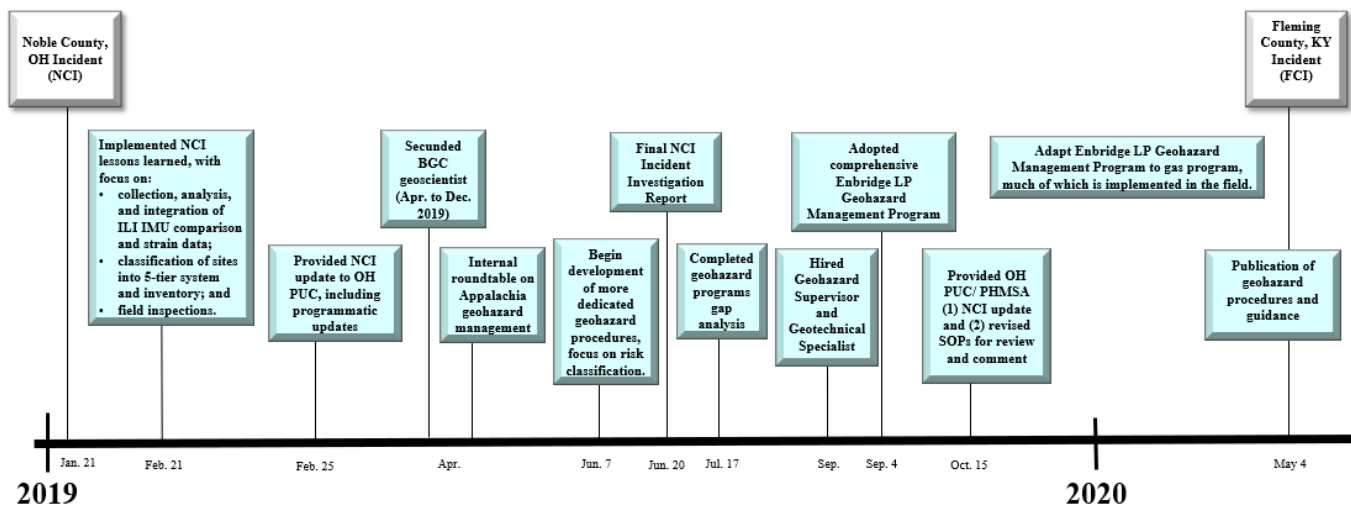 Noble County,
OH Incident
(NCI)
Fleming
County, KY
Incident
(FCI)
Implemented NCI
lessons learned, with
focus on:
• collection, analysis,
and integration of
ILI IMU comparison
and strain data;
• classification of sites
into 5-tier system
and inventory; and
• field inspections.
Provided NCI
update to OH
PUC, including
programmatic
updates
Secunded
BGC
geoscientist
(Apr. to Dec.
2019)
Internal
roundtable on
Appalachia
geohazard
management
Begin
development
of more
dedicated
geohazard
procedures,
focus on risk
classification.
Final NCI
Incident
Investigation
Report
Completed
geohazard
programs
gap
analysis
Hired
Geohazard
Supervisor
and
Geotechnical
Specialist
Adopted
comprehensive
Enbridge LP
Geohazard
Management
Program
Provided OH
PUC/ PHMSA
(1) NCI update
and (2) revised
SOPs for review
and comment
Adapt Enbridge LP Geohazard
Management Program to gas program,
much of which is implemented in the field.
Publication of
geohazard
procedures and
guidance
Jan. 21
Feb. 21
Feb. 25
Apr.
Jun. 7
Jun. 20
Jul. 17
Sep.
Sep. 4
Oct. 15
May 4
2019
2020